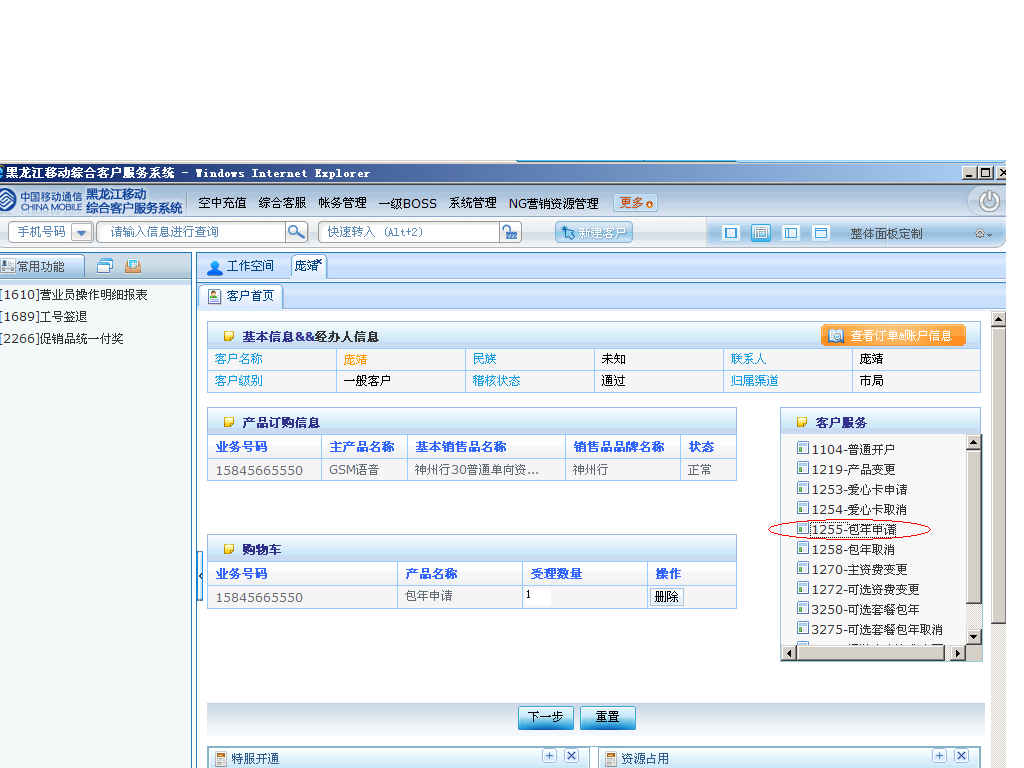 黑龙江移动综合客户服务系统 - Windows Internet Explorer
中国移动通信 CHINA MOBILE 黑龙江移动 综合客户服务系统
空中充值 综合客服 帐务管理 一级BOSS 系统管理 NG营销资源管理 更多
手机号码 请输入信息进行查询 快速转入 (Alt+2) 新建客户 整体面板定制
常用功能 工作空间 庞婧
[1610]营业员操作明细报表
[1689]工号签退
[2266]促销品统一付奖
客户首页
基本信息&&经办人信息 查看订单&账户信息
客户名称 庞婧 民族 未知 联系人 庞婧
客户级别 一般客户 稽核状态 通过 归属渠道 市局
产品订购信息
业务号码 主产品名称 基本销售品名称 销售品品牌名称 状态
15845665550 GSM语音 神州行30普通单向资... 神州行 正常
购物车
业务号码 产品名称 受理数量 操作
15845665550 包年申请 1 删除
客户服务
1104-普通开户
1219-产品变更
1253-爱心卡申请
1254-爱心卡取消
1255-包年申请
1258-包年取消
1270-主资费变更
1272-可选资费变更
3250-可选套餐包年
3275-可选套餐包年取消
下一步 重置
特服开通 资源占用